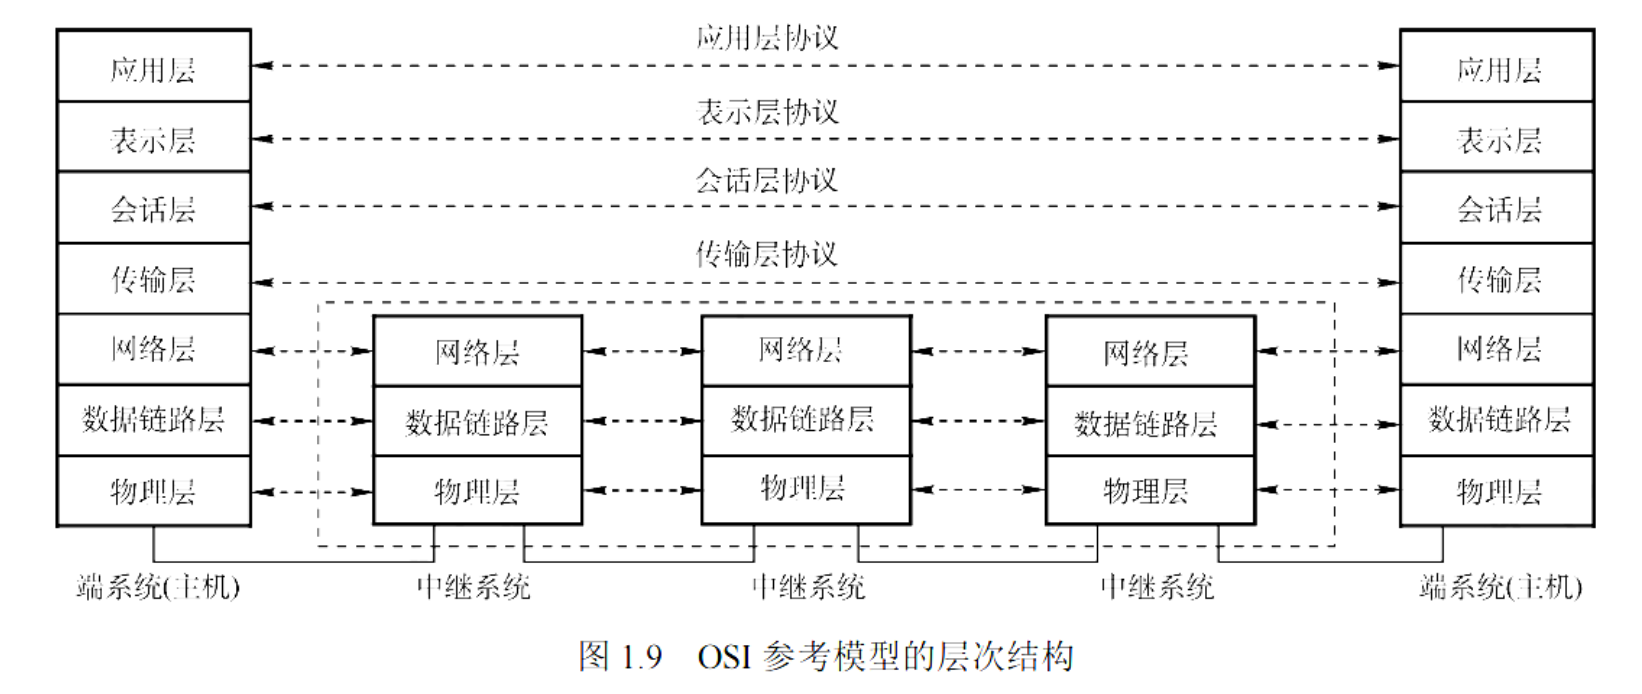 应用层协议
应用层 应用层
表示层协议
表示层 表示层
会话层协议
会话层 会话层
传输层协议
传输层 传输层
网络层 网络层 网络层 网络层 网络层
数据链路层 数据链路层 数据链路层 数据链路层 数据链路层
物理层 物理层 物理层 物理层 物理层
端系统(主机) 中继系统 中继系统 中继系统 端系统(主机)
图 1.9 OSI 参考模型的层次结构